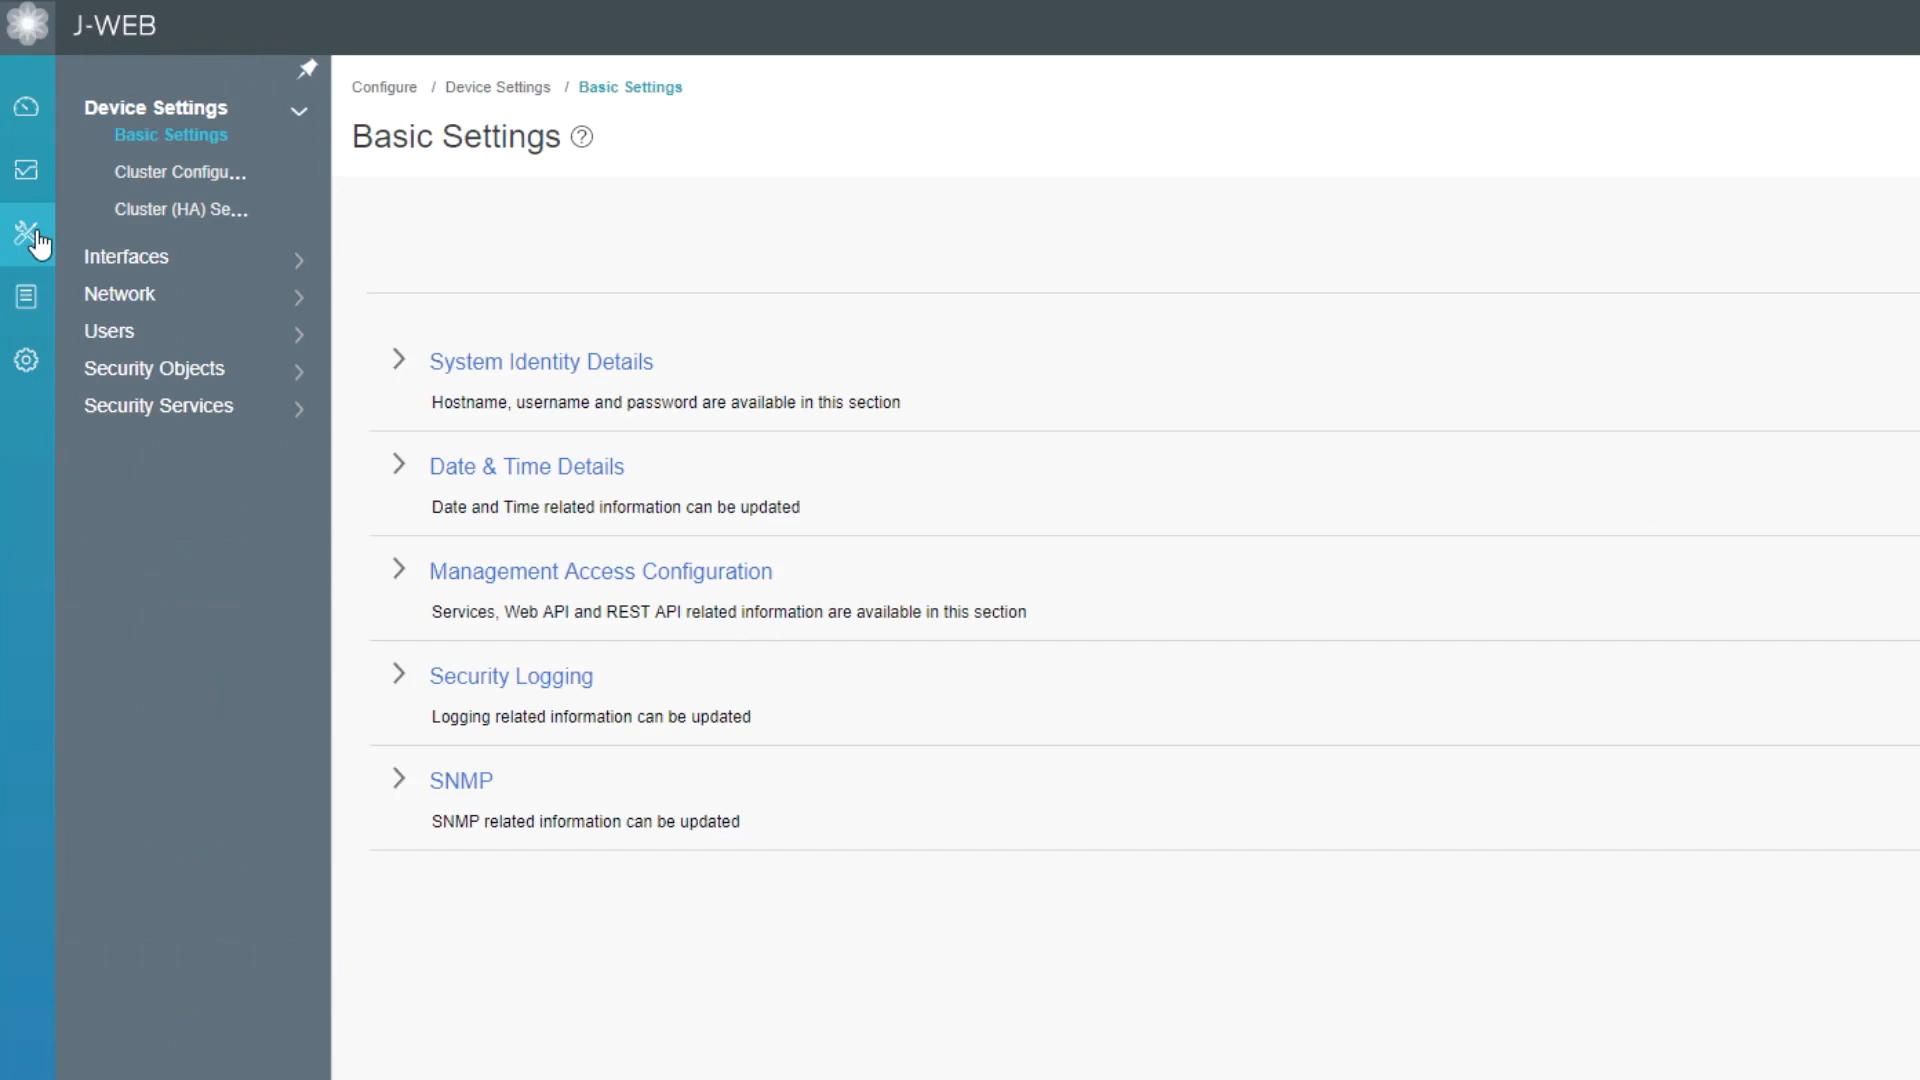 J-WEB
Device Settings
Basic Settings
Cluster Configu...
Cluster (HA) Se...
Interfaces
Network
Users
Security Objects
Security Services
Configure / Device Settings / Basic Settings
Basic Settings ?
System Identity Details
Hostname, username and password are available in this section
Date & Time Details
Date and Time related information can be updated
Management Access Configuration
Services, Web API and REST API related information are available in this section
Security Logging
Logging related information can be updated
SNMP
SNMP related information can be updated